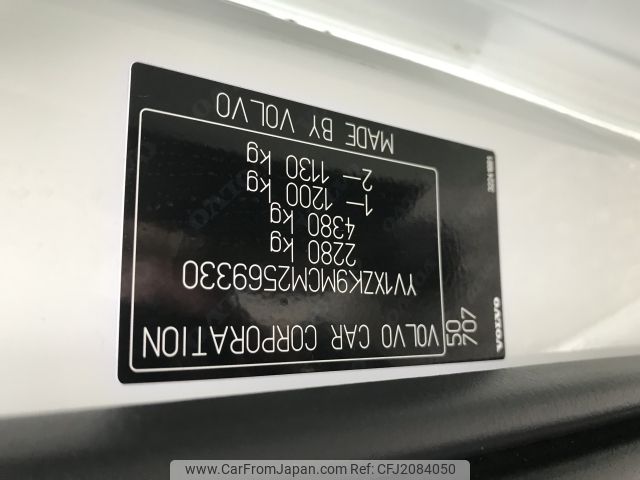 VOLVO CAR CORPORATION
YV1XZK9MCM2569330
2280 kg
4380 kg
1— 1200 kg
2— 1130 kg
MADE BY VOLVO
50
707
VOLVO
www.CarFromJapan.com | Ref No: CFJ2084050